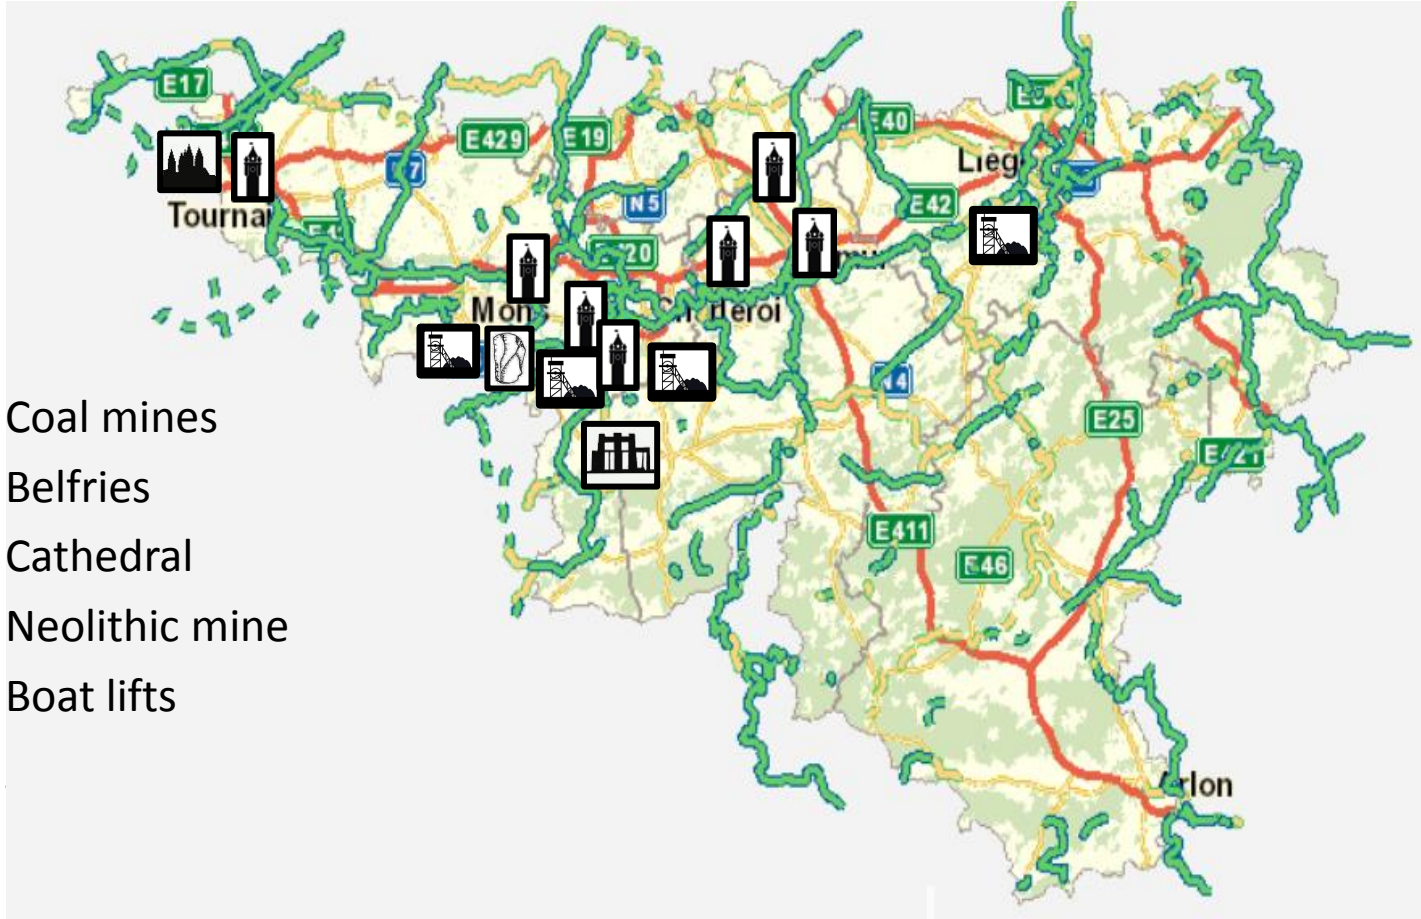 E17
E429
E19
E40
Tournai
N5
E42
Mons
N4
E25
E411
E46
Arlon
Coal mines
Belfries
Cathedral
Neolithic mine
Boat lifts